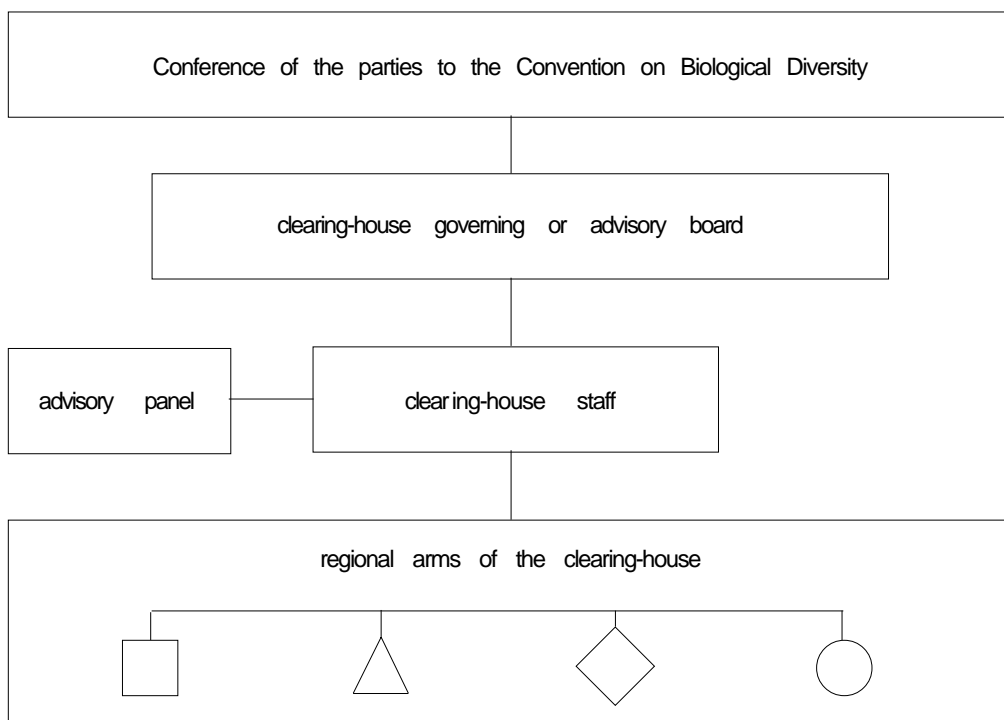 Conference of the parties to the Convention on Biological Diversity
clearing-house governing or advisory board
advisory panel
clearing-house staff
regional arms of the clearing-house